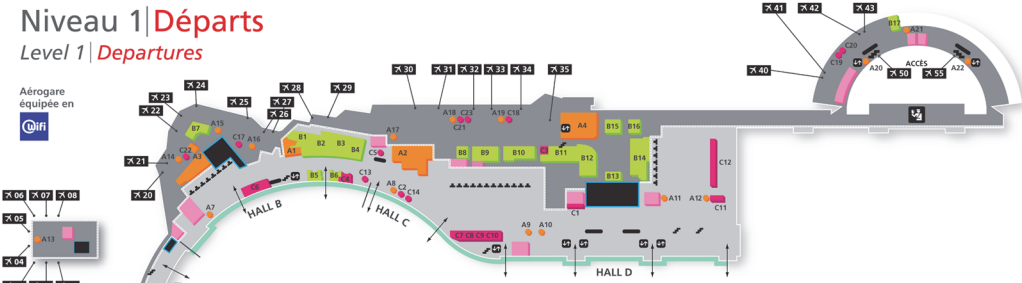 Niveau 1 | Départs
Level 1 | Departures
Aérogare
équipée en
Wifi
41
42
43
40
B17
A21
C20
C19
A20
ACCÈS
A22
50
55
30
31
32
33
34
35
24
23
22
25
27
26
28
29
21
20
A18
C23
C21
A19
C18
A4
B15
B16
A17
B7
A15
C17
A16
A14
C22
A3
B1
B2
B3
B4
A1
C5
A2
B8
B9
B10
B11
B12
B14
B13
C12
B5
B6
C4
C13
C6
A8
C2
C14
C1
A11
A12
C11
A7
HALL B
HALL C
C7 C8 C9 C10
A9
A10
HALL D
06
07
08
05
A13
04